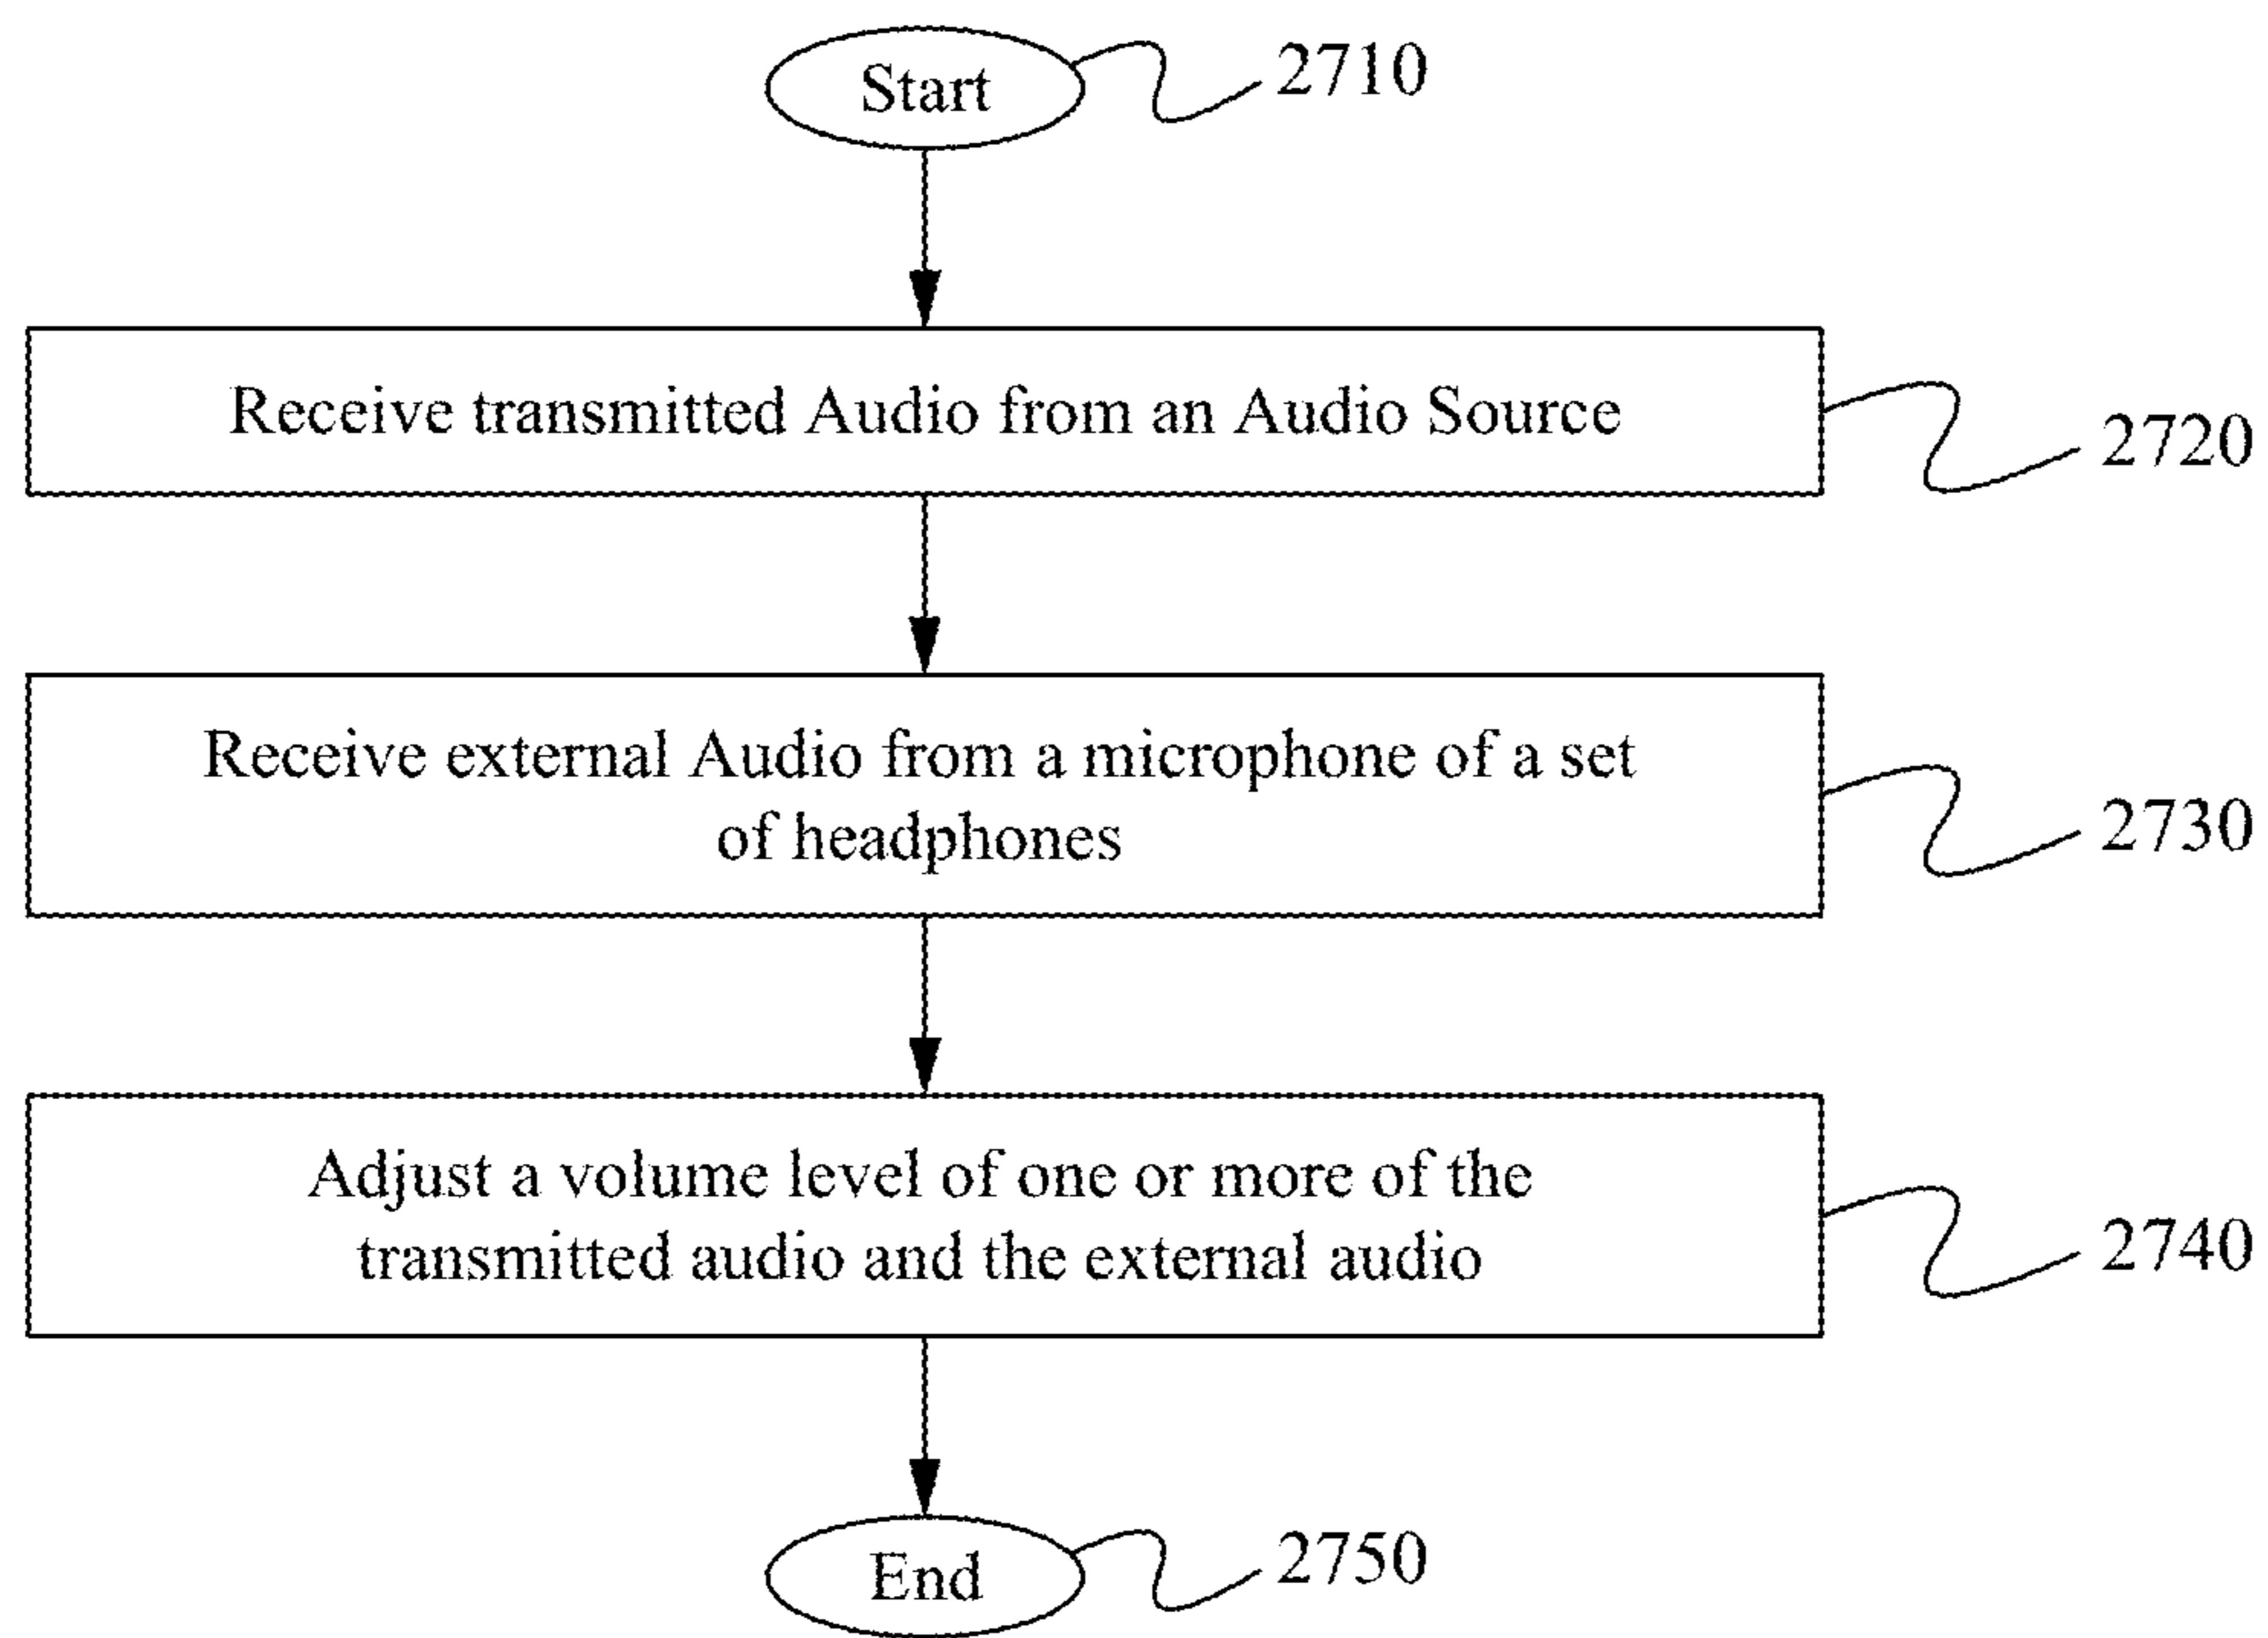 Start
2710
Receive transmitted Audio from an Audio Source
2720
Receive external Audio from a microphone of a set
of headphones
2730
Adjust a volume level of one or more of the
transmitted audio and the external audio
2740
End
2750